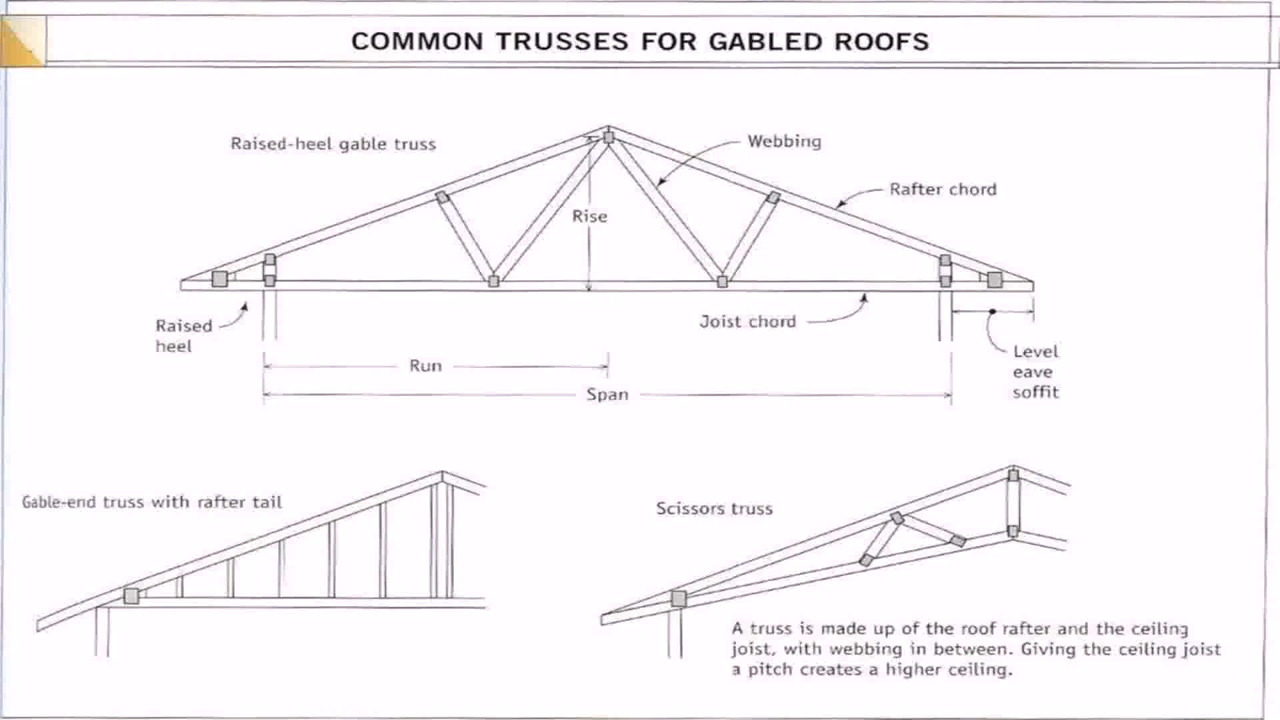 COMMON TRUSSES FOR GABLED ROOFS
Raised-heel gable truss
Webbing
Rafter chord
Rise
Raised
heel
Joist chord
Level
eave
soffit
Run
Span
Gable-end truss with rafter tail
Scissors truss
A truss is made up of the roof rafter and the ceiling
joist, with webbing in between. Giving the ceiling joist
a pitch creates a higher ceiling.